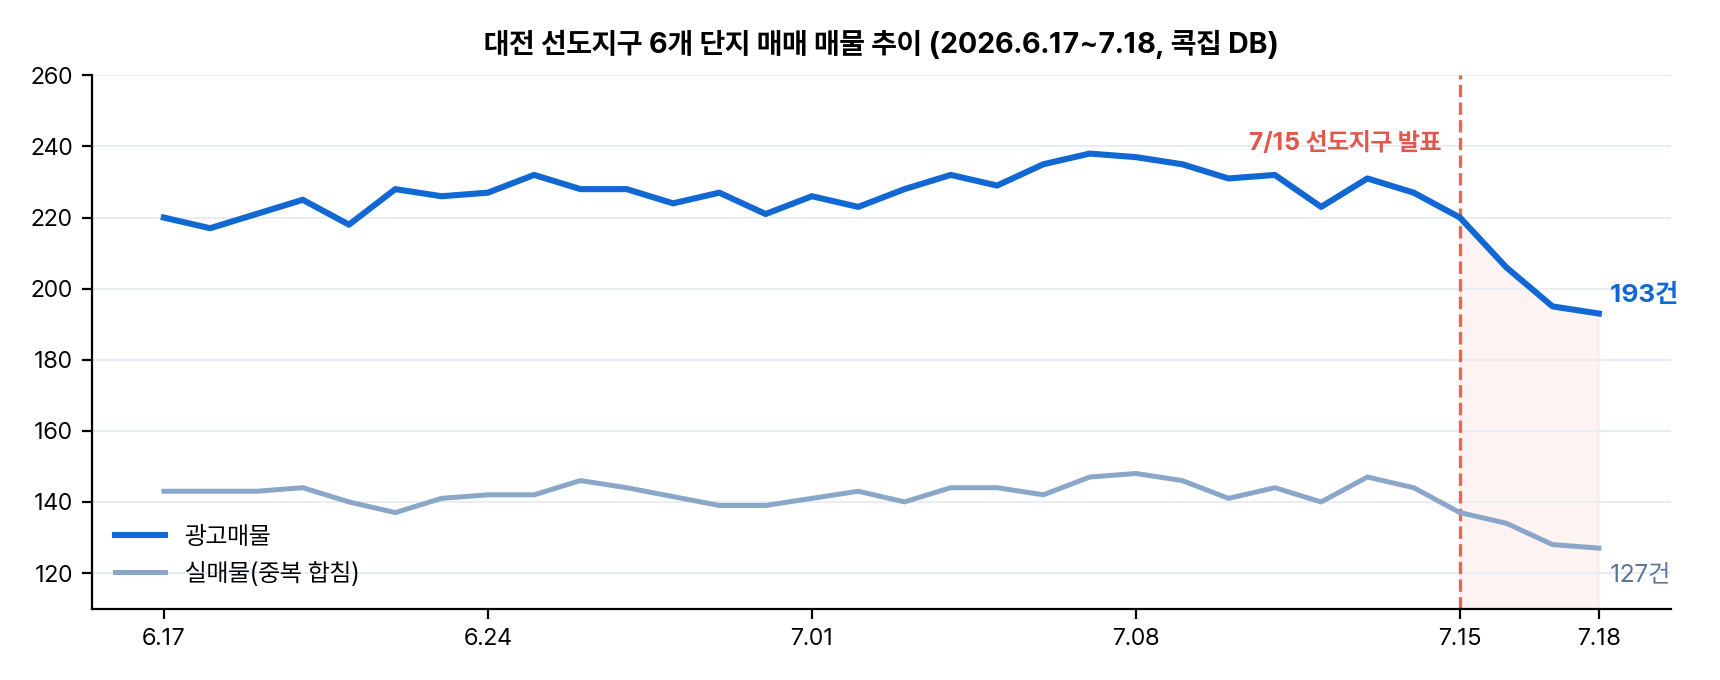 대전 선도지구 6개 단지 매매 매물 추이 (2026.6.17~7.18, 콕집 DB)
260
240
220
200
180
160
140
120
7/15 선도지구 발표
193건
127건
광고매물
실매물(중복 합침)
6.17
6.24
7.01
7.08
7.15
7.18